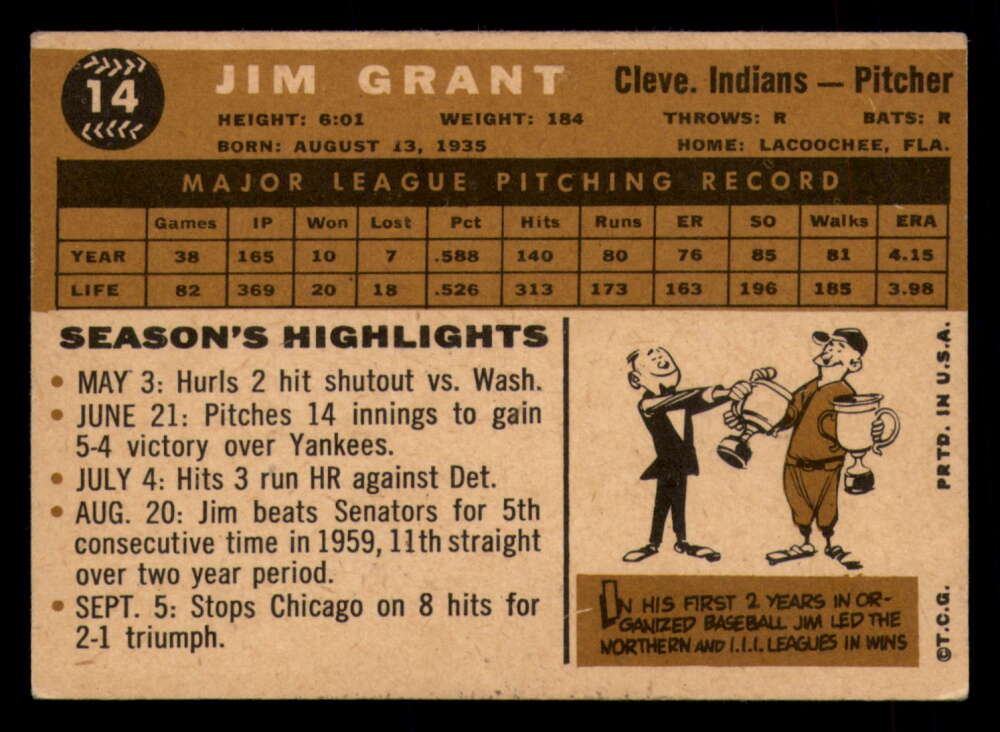 14
JIM GRANT
Cleve. Indians — Pitcher
HEIGHT: 6:01 WEIGHT: 184 THROWS: R BATS: R
BORN: AUGUST 13, 1935 HOME: LACOOCHEE, FLA.
MAJOR LEAGUE PITCHING RECORD
Games IP Won Lost Pct Hits Runs ER SO Walks ERA
YEAR 38 165 10 7 .588 140 80 76 85 81 4.15
LIFE 82 369 20 18 .526 313 173 163 196 185 3.98
SEASON'S HIGHLIGHTS
• MAY 3: Hurls 2 hit shutout vs. Wash.
• JUNE 21: Pitches 14 innings to gain
5-4 victory over Yankees.
• JULY 4: Hits 3 run HR against Det.
• AUG. 20: Jim beats Senators for 5th
consecutive time in 1959, 11th straight
over two year period.
• SEPT. 5: Stops Chicago on 8 hits for
2-1 triumph.
IN HIS FIRST 2 YEARS IN OR-
GANIZED BASEBALL JIM LED THE
NORTHERN AND I.I.I. LEAGUES IN WINS
©T.C.G. PRTD. IN U.S.A.